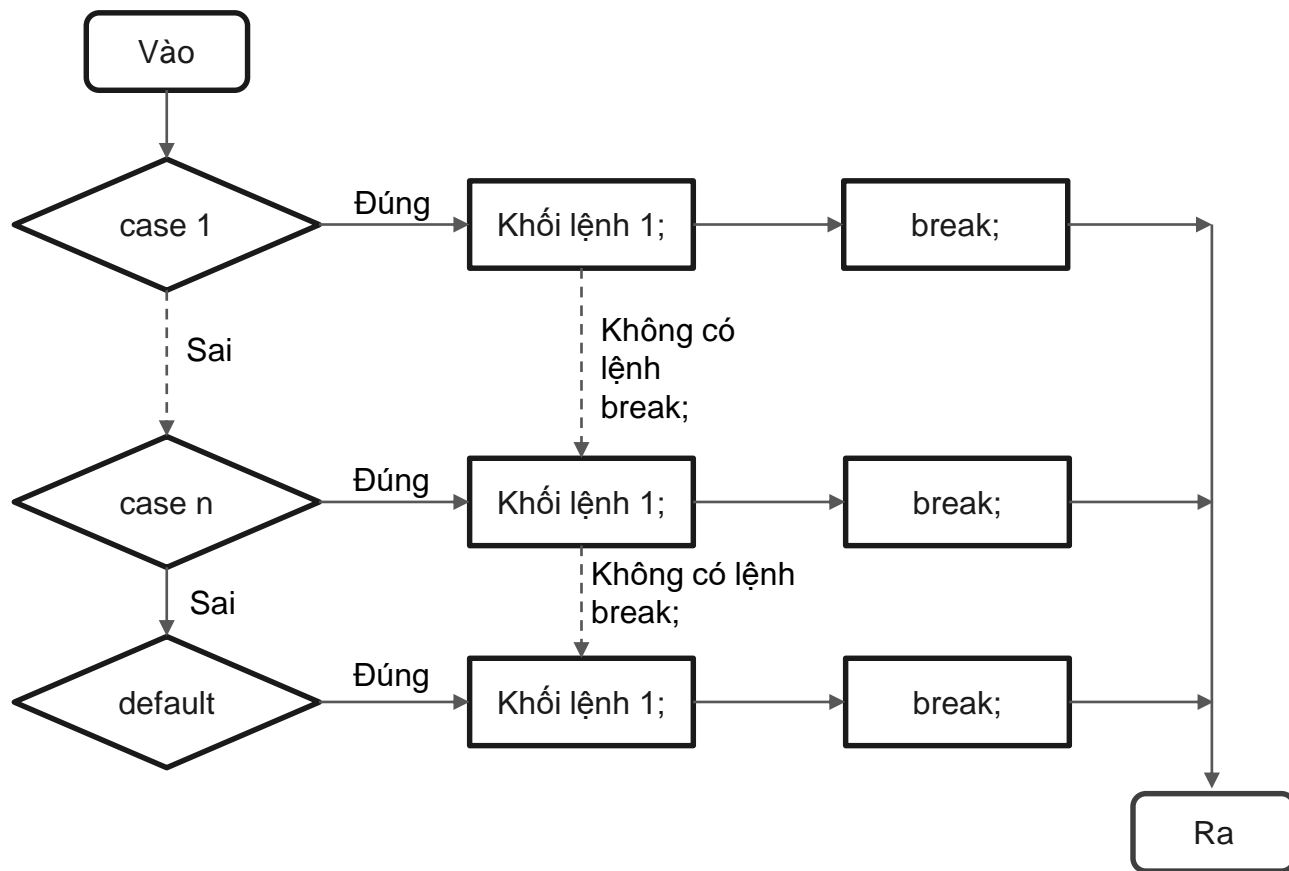 Vào
case 1
Đúng
Khối lệnh 1;
break;
Sai
Không có
lệnh
break;
case n
Đúng
Khối lệnh 1;
break;
Sai
Không có lệnh
break;
default
Đúng
Khối lệnh 1;
break;
Ra